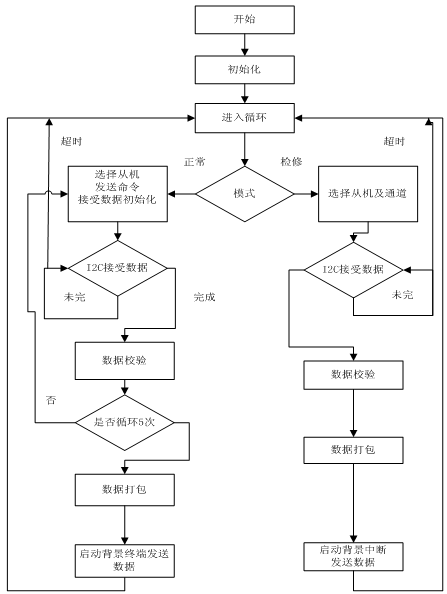 开始
初始化
进入循环
超时
超时
正常
检修
选择从机
发送命令
接受数据初始化
模式
选择从机及通道
I2C接受数据
I2C接受数据
未完
完成
未完
数据校验
数据校验
否
是否循环5次
数据打包
数据打包
启动背景终端发送
数据
启动背景中断
发送数据